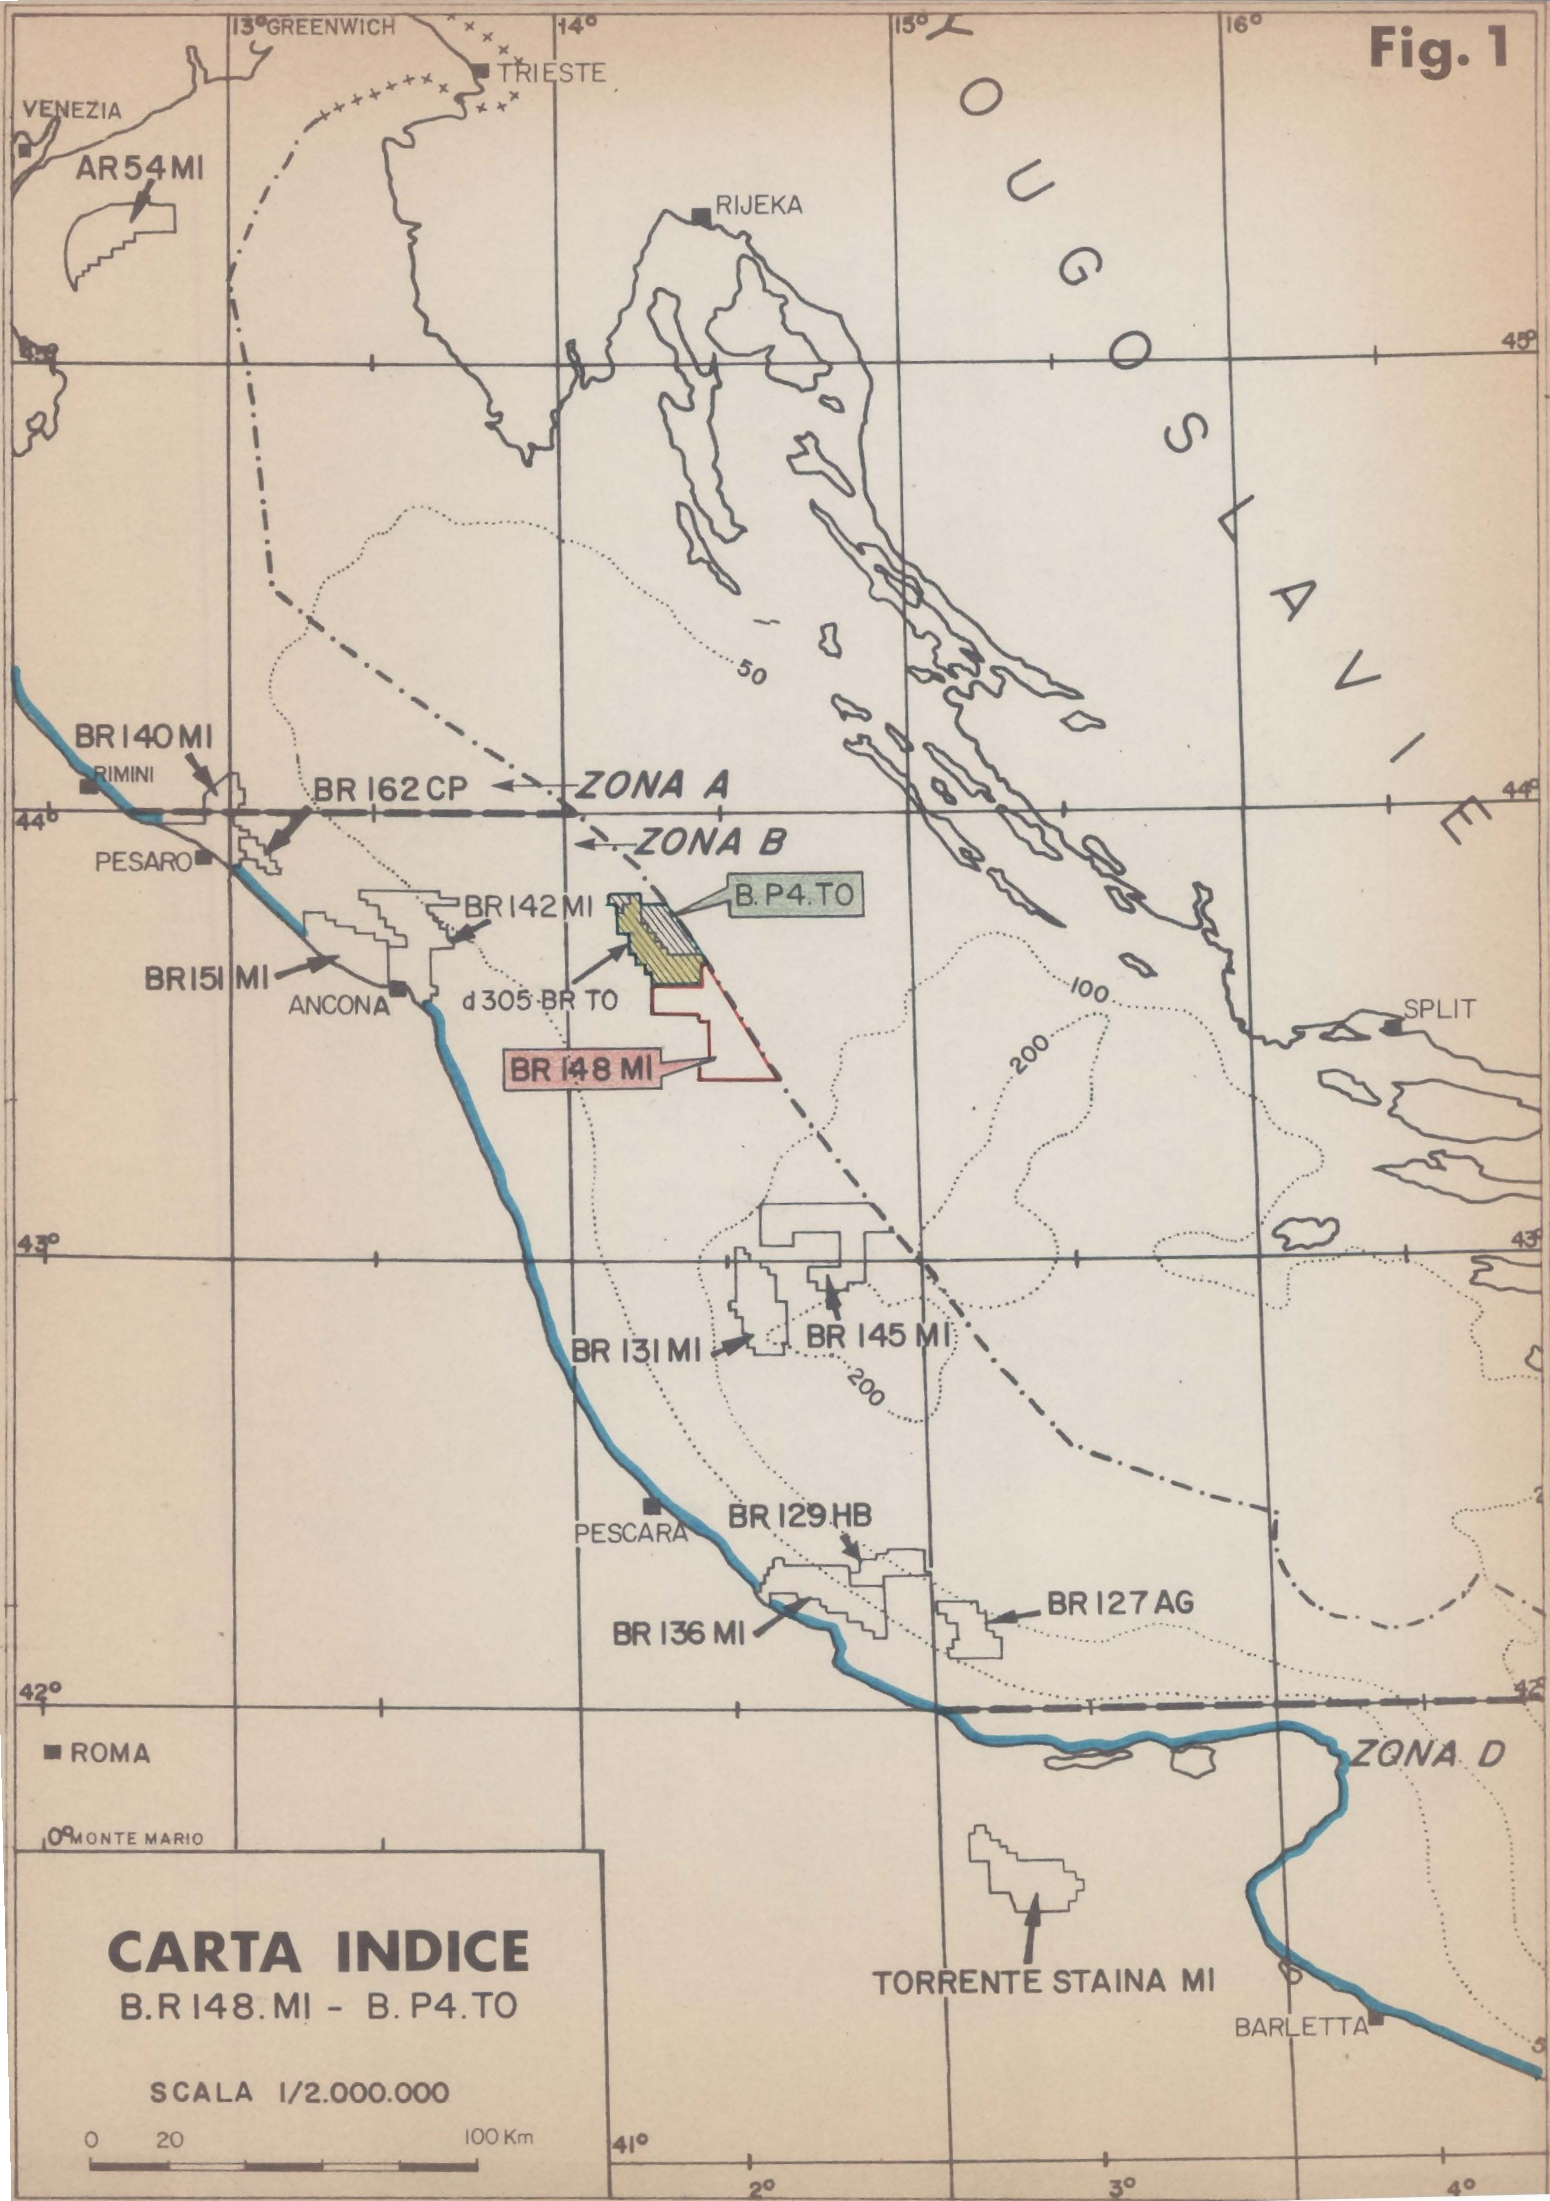 13° GREENWICH
14°
15°
16°
Fig. 1
TRIESTE
VENEZIA
AR 54 MI
RIJEKA
YOUGOSLAVIE
45°
45°
50
BR 140 MI
RIMINI
BR 162 CP
ZONA A
44°
44°
ZONA B
PESARO
B.P4.TO
BR 142 MI
BR 151 MI
ANCONA
d 305 BR TO
100
SPLIT
200
BR 148 MI
43°
43°
BR 131 MI
BR 145 MI
200
PESCARA
BR 129 HB
2
BR 127 AG
BR 136 MI
42°
42°
ROMA
ZONA D
0° MONTE MARIO
CARTA INDICE
B.R 148. MI - B. P4. TO
TORRENTE STAINA MI
BARLETTA
5
SCALA 1/2.000.000
0 20 100 Km
41°
2°
3°
4°